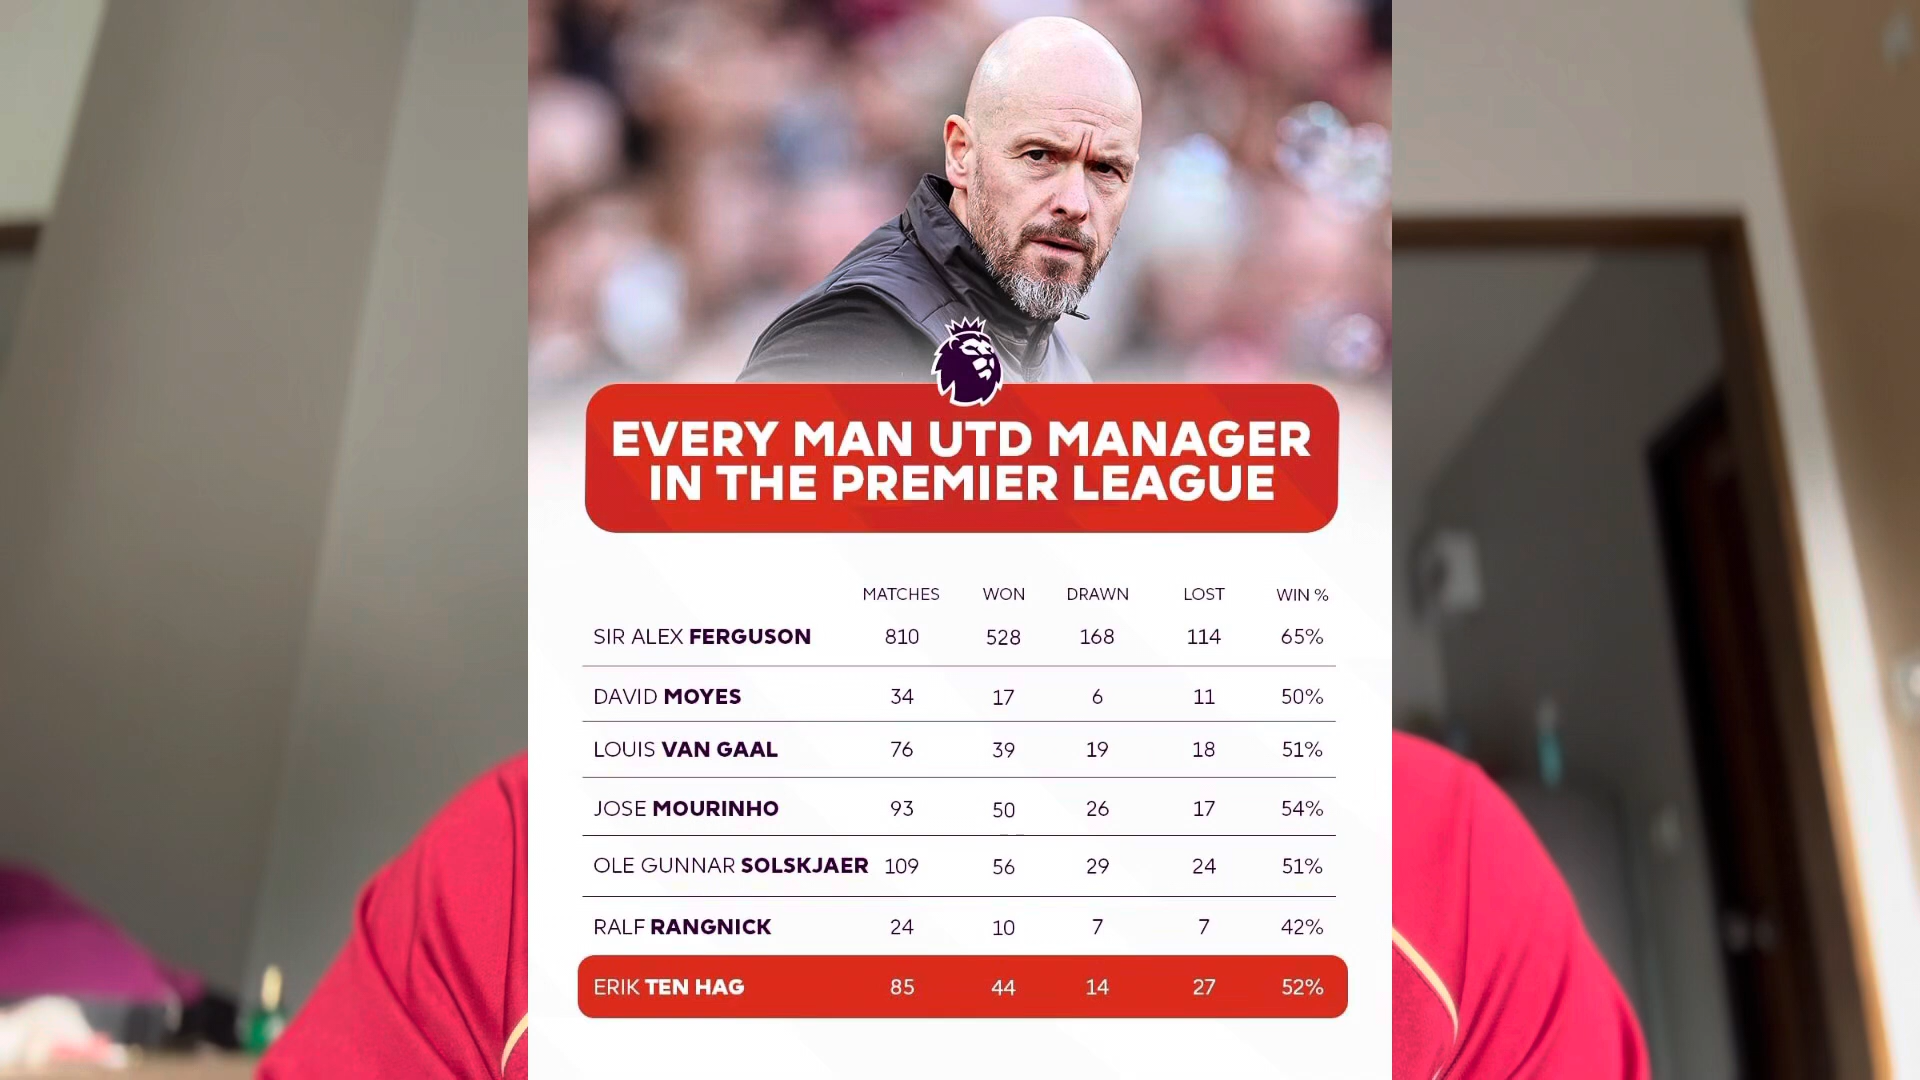 EVERY MAN UTD MANAGER
IN THE PREMIER LEAGUE
MATCHES WON DRAWN LOST WIN %
SIR ALEX FERGUSON 810 528 168 114 65%
DAVID MOYES 34 17 6 11 50%
LOUIS VAN GAAL 76 39 19 18 51%
JOSE MOURINHO 93 50 26 17 54%
OLE GUNNAR SOLSKJAER 109 56 29 24 51%
RALF RANGNICK 24 10 7 7 42%
ERIK TEN HAG 85 44 14 27 52%